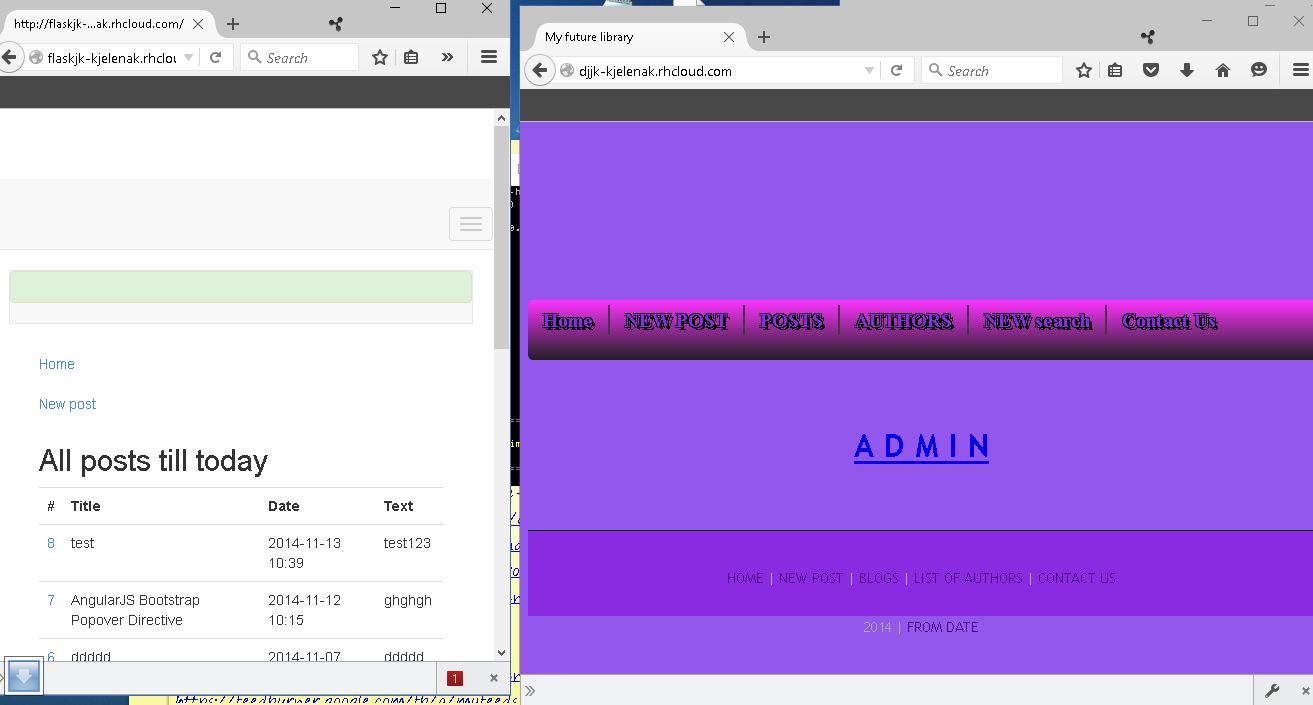 http://flaskjk-...ak.rhcloud.com/
flaskjk-kjelenak.rhclou
Search
Home
New post
All posts till today
# Title Date Text
8 test 2014-11-13 10:39 test123
7 AngularJS Bootstrap Popover Directive 2014-11-12 10:15 ghghgh
6 ddddd 2014-11-07 ddddd
1
My future library
djjk-kjelenak.rhcloud.com
Search
Home
NEW POST
POSTS
AUTHORS
NEW search
Contact Us
A D M I N
HOME | NEW POST | BLOGS | LIST OF AUTHORS | CONTACT US
2014 | FROM DATE